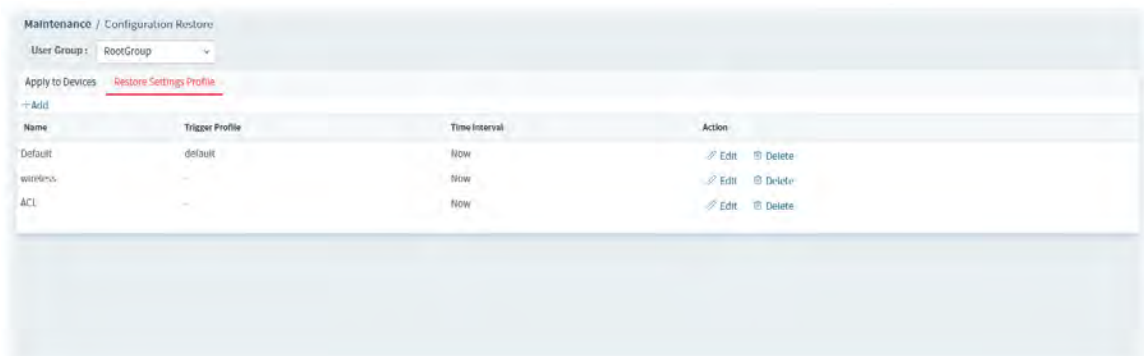 Maintenance / Configuration Restore
User Group : RootGroup
Apply to Devices Restore Settings Profile
+Add
Name Trigger Profile Time Interval Action
Default default Now Edit Delete
wireless -- Now Edit Delete
ACL -- Now Edit Delete